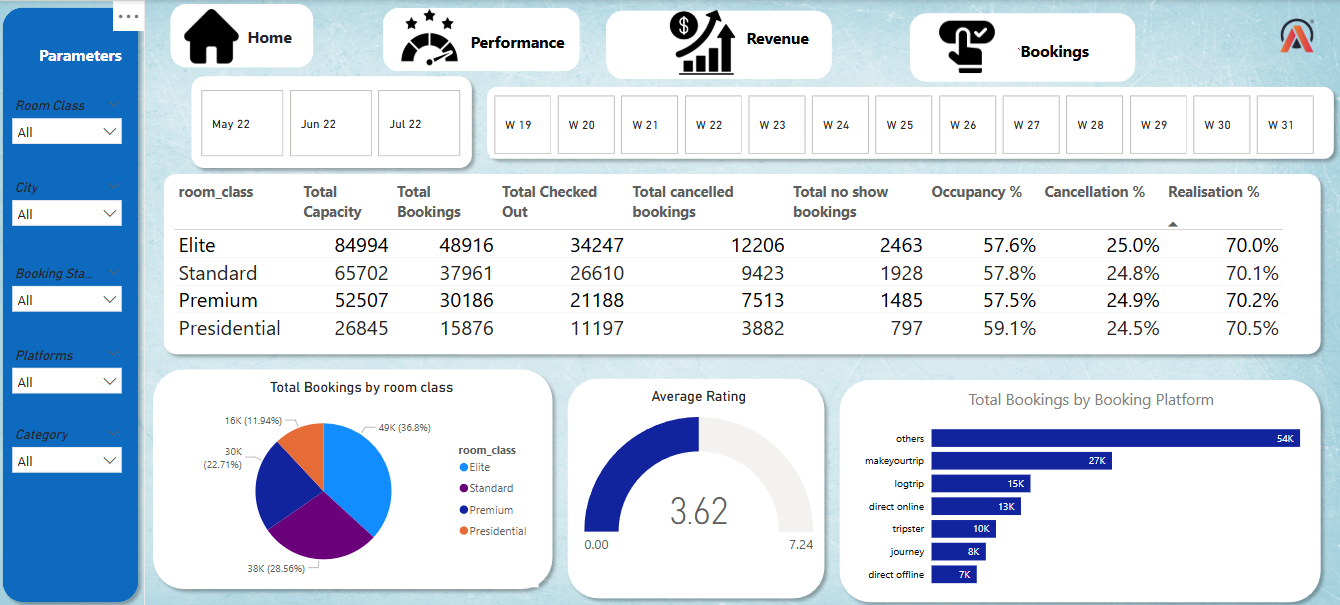 Parameters
Home
Performance
Revenue
`Bookings
Room Class
All
City
All
Booking Sta...
All
Platforms
All
Category
All
May 22
Jun 22
Jul 22
W 19
W 20
W 21
W 22
W 23
W 24
W 25
W 26
W 27
W 28
W 29
W 30
W 31
room_class Total Capacity Total Bookings Total Checked Out Total cancelled bookings Total no show bookings Occupancy % Cancellation % Realisation %
Elite 84994 48916 34247 12206 2463 57.6% 25.0% 70.0%
Standard 65702 37961 26610 9423 1928 57.8% 24.8% 70.1%
Premium 52507 30186 21188 7513 1485 57.5% 24.9% 70.2%
Presidential 26845 15876 11197 3882 797 59.1% 24.5% 70.5%
Total Bookings by room class
16K (11.94%)
49K (36.8%)
30K
(22.71%)
38K (28.56%)
room_class
Elite
Standard
Premium
Presidential
Average Rating
3.62
0.00
7.24
Total Bookings by Booking Platform
others 54K
makeyourtrip 27K
logtrip 15K
direct online 13K
tripster 10K
journey 8K
direct offline 7K